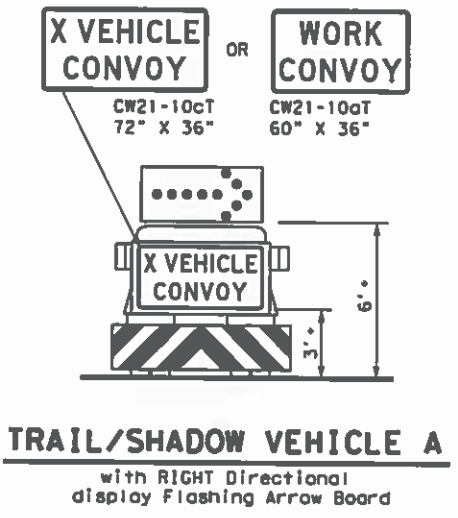 X VEHICLE
CONVOY
OR
WORK
CONVOY
CW21-10cT
72" X 36"
CW21-10aT
60" X 36"
X VEHICLE
CONVOY
6'+
3'+
TRAIL/SHADOW VEHICLE A
with RIGHT Directional
display Flashing Arrow Board